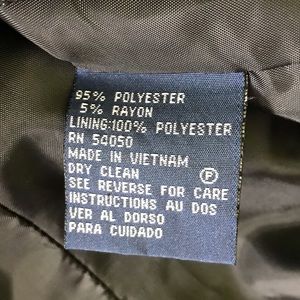 95% POLYESTER
5% RAYON
LINING:100% POLYESTER
RN 54050
MADE IN VIETNAM
DRY CLEAN Ⓟ
SEE REVERSE FOR CARE
INSTRUCTIONS AU DOS
VER AL DORSO
PARA CUIDADO